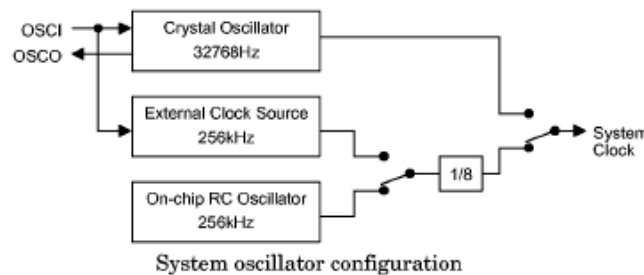 OSCI
OSCO
Crystal Oscillator
32768Hz
External Clock Source
256kHz
On-chip RC Oscillator
256kHz
1/8
System
Clock
System oscillator configuration